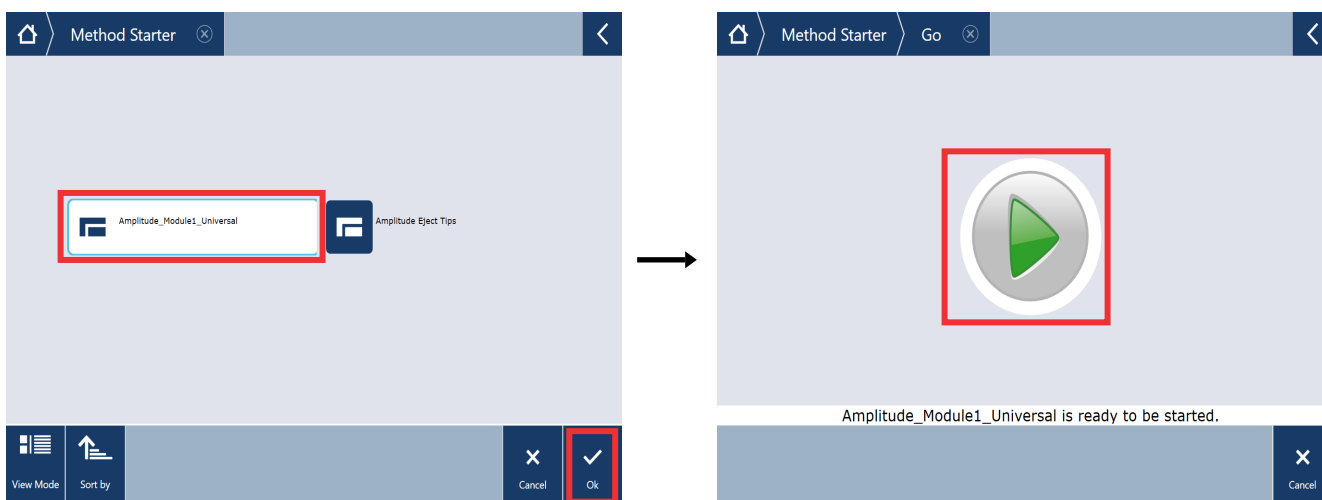 Method Starter
Amplitude_Module1_Universal
Amplitude Eject Tips
View Mode
Sort by
Cancel
Ok
Method Starter
Go
Amplitude_Module1_Universal is ready to be started.
Cancel